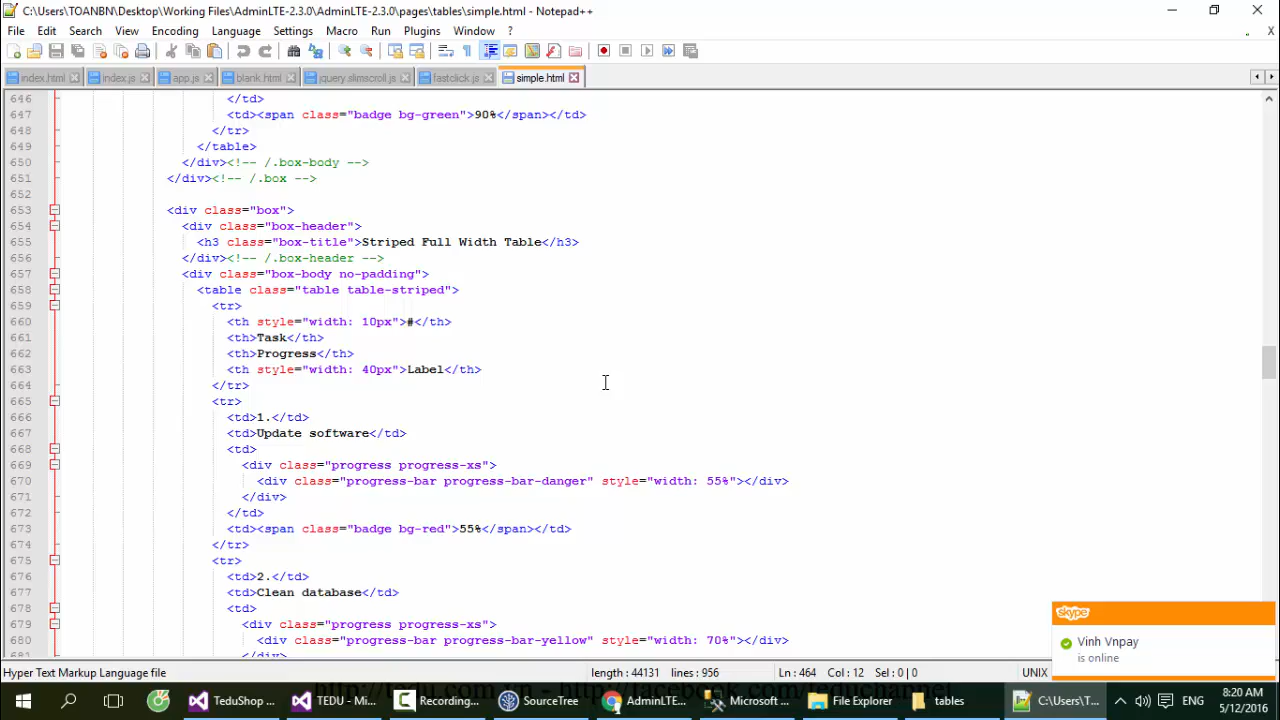 C:\Users\TOANBN\Desktop\Working Files\AdminLTE-2.3.0\AdminLTE-2.3.0\pages\tables\simple.html - Notepad++
File Edit Search View Encoding Language Settings Macro Run Plugins Window ? X
index.html index.js app.js blank.html jquery.slimscroll.js fastclick.js simple.html
646 </td>
647 <td><span class="badge bg-green">90%</span></td>
648 </tr>
649 </table>
650 </div><!-- /.box-body -->
651 </div><!-- /.box -->
652
653 <div class="box">
654 <div class="box-header">
655 <h3 class="box-title">Striped Full Width Table</h3>
656 </div><!-- /.box-header -->
657 <div class="box-body no-padding">
658 <table class="table table-striped">
659 <tr>
660 <th style="width: 10px">#</th>
661 <th>Task</th>
662 <th>Progress</th>
663 <th style="width: 40px">Label</th>
664 </tr>
665 <tr>
666 <td>1.</td>
667 <td>Update software</td>
668 <td>
669 <div class="progress progress-xs">
670 <div class="progress-bar progress-bar-danger" style="width: 55%"></div>
671 </div>
672 </td>
673 <td><span class="badge bg-red">55%</span></td>
674 </tr>
675 <tr>
676 <td>2.</td>
677 <td>Clean database</td>
678 <td>
679 <div class="progress progress-xs">
680 <div class="progress-bar progress-bar-yellow" style="width: 70%"></div>
681 </div>
skype
Vinh Vnpay
is online
Hyper Text Markup Language file length : 44131 lines : 956 Ln : 464 Col : 12 Sel : 0 | 0 UNIX
http://tedu.com.vn - http://facebook.com/teduchannel
TeduShop ... TEDU - Mi... Recording... SourceTree AdminLTE... Microsoft ... File Explorer tables C:\Users\T... ENG
8:20 AM
5/12/2016